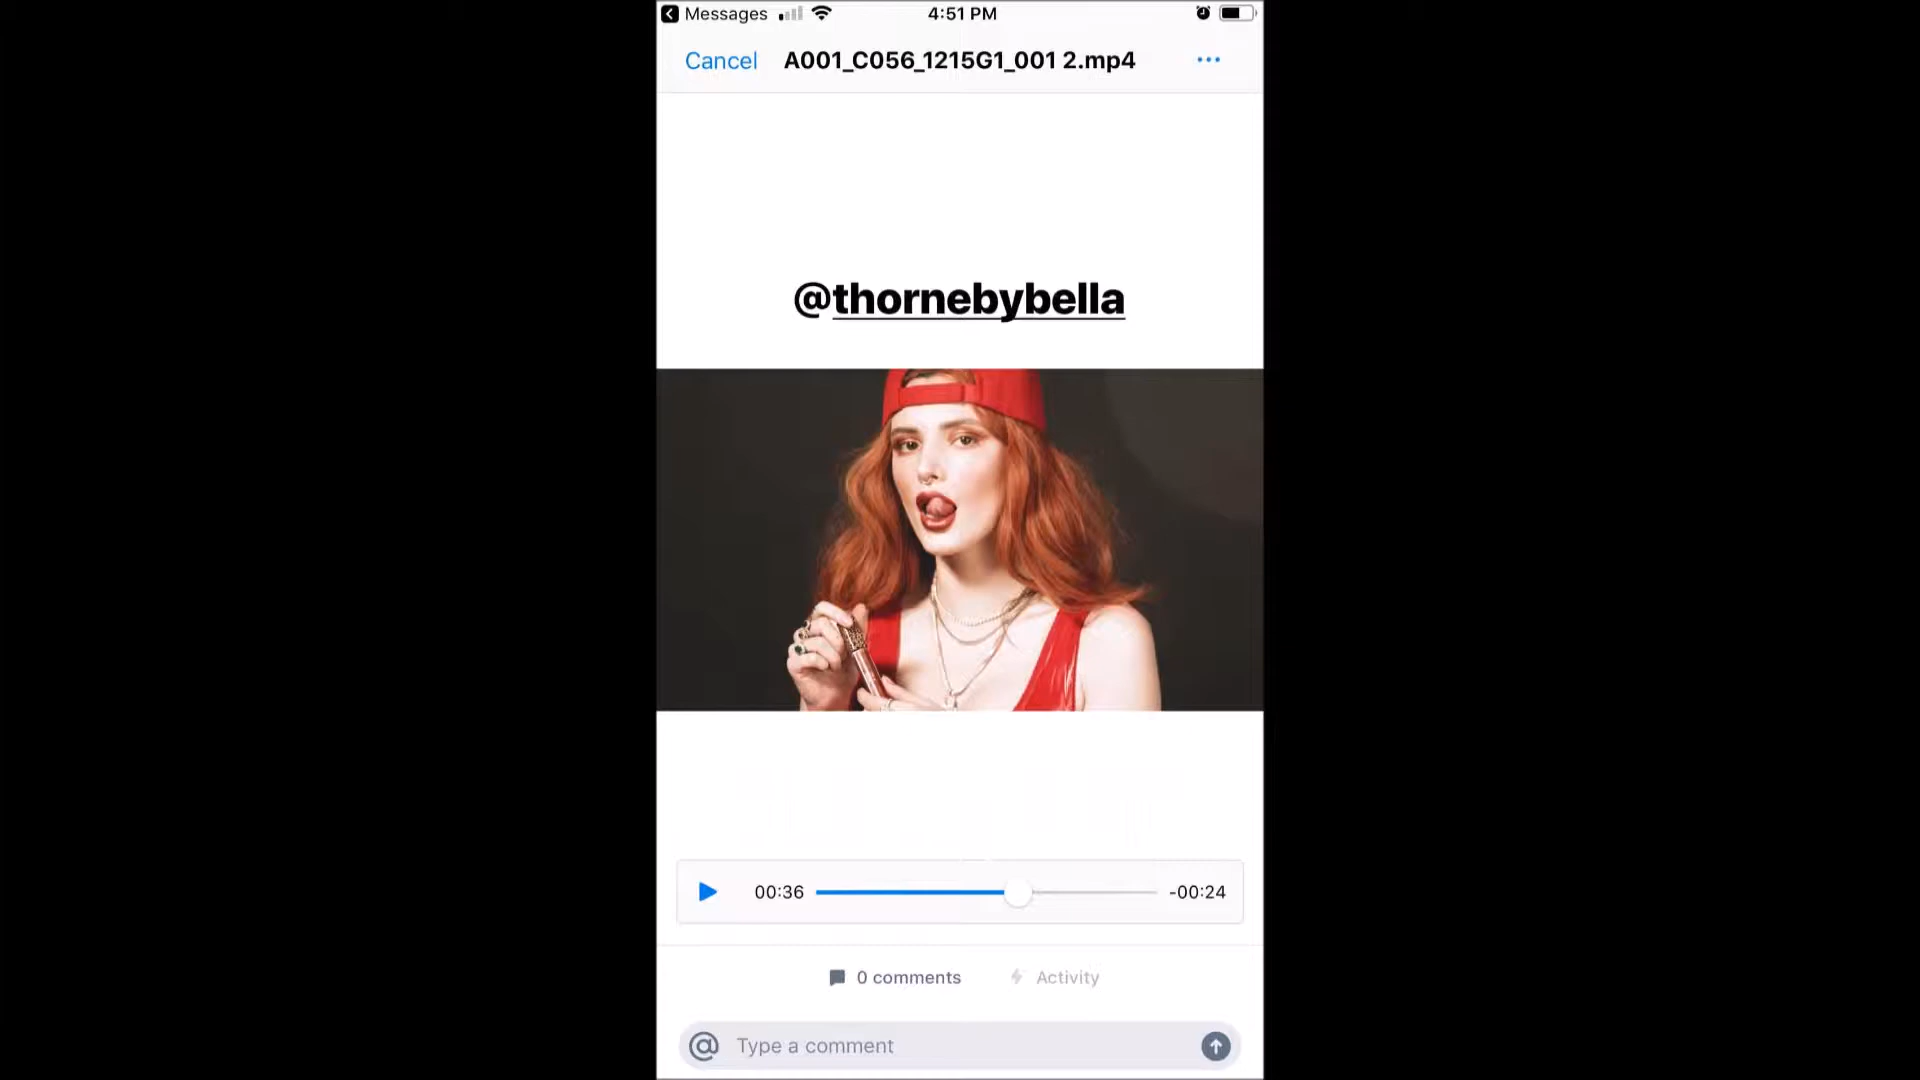 Messages 4:51 PM
Cancel A001_C056_1215G1_001 2.mp4
@thornebybella
00:36 -00:24
0 comments Activity
@ Type a comment